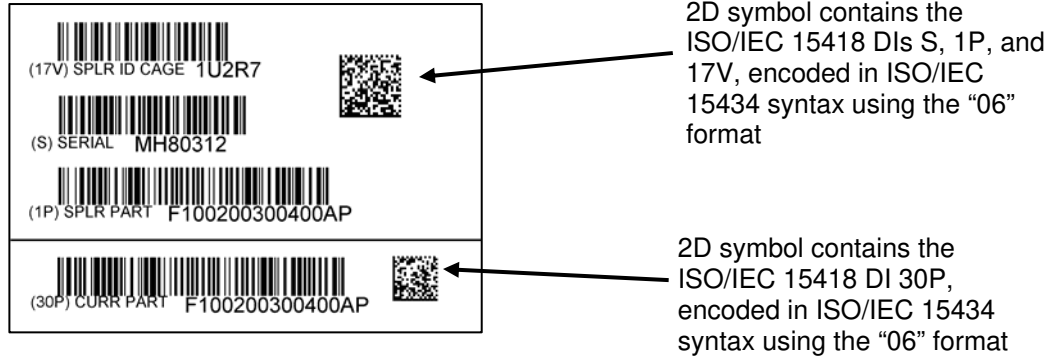 (17V) SPLR ID CAGE 1U2R7
(S) SERIAL MH80312
(1P) SPLR PART F100200300400AP
(30P) CURR PART F100200300400AP
2D symbol contains the
ISO/IEC 15418 DIs S, 1P, and
17V, encoded in ISO/IEC
15434 syntax using the “06”
format
2D symbol contains the
ISO/IEC 15418 DI 30P,
encoded in ISO/IEC 15434
syntax using the “06” format